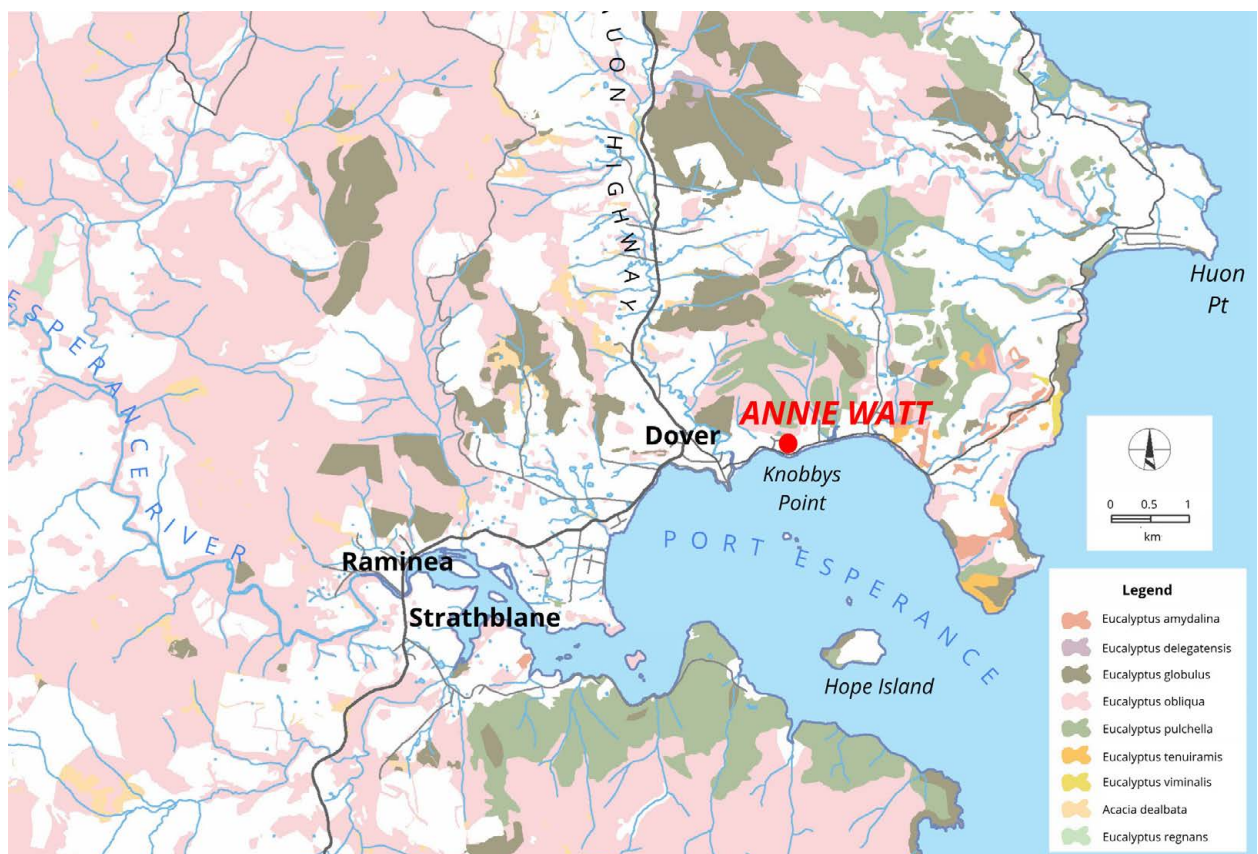 UON HIGHWAY
ESPERANCE RIVER
Huon
Pt
ANNIE WATT
Dover
Knobbys
Point
PORT ESPERANCE
Raminea
Strathblane
Hope Island
0 0.5 1
km
Legend
Eucalyptus amydalina
Eucalyptus delegatensis
Eucalyptus globulus
Eucalyptus obliqua
Eucalyptus pulchella
Eucalyptus tenuiramis
Eucalyptus viminalis
Acacia dealbata
Eucalyptus regnans